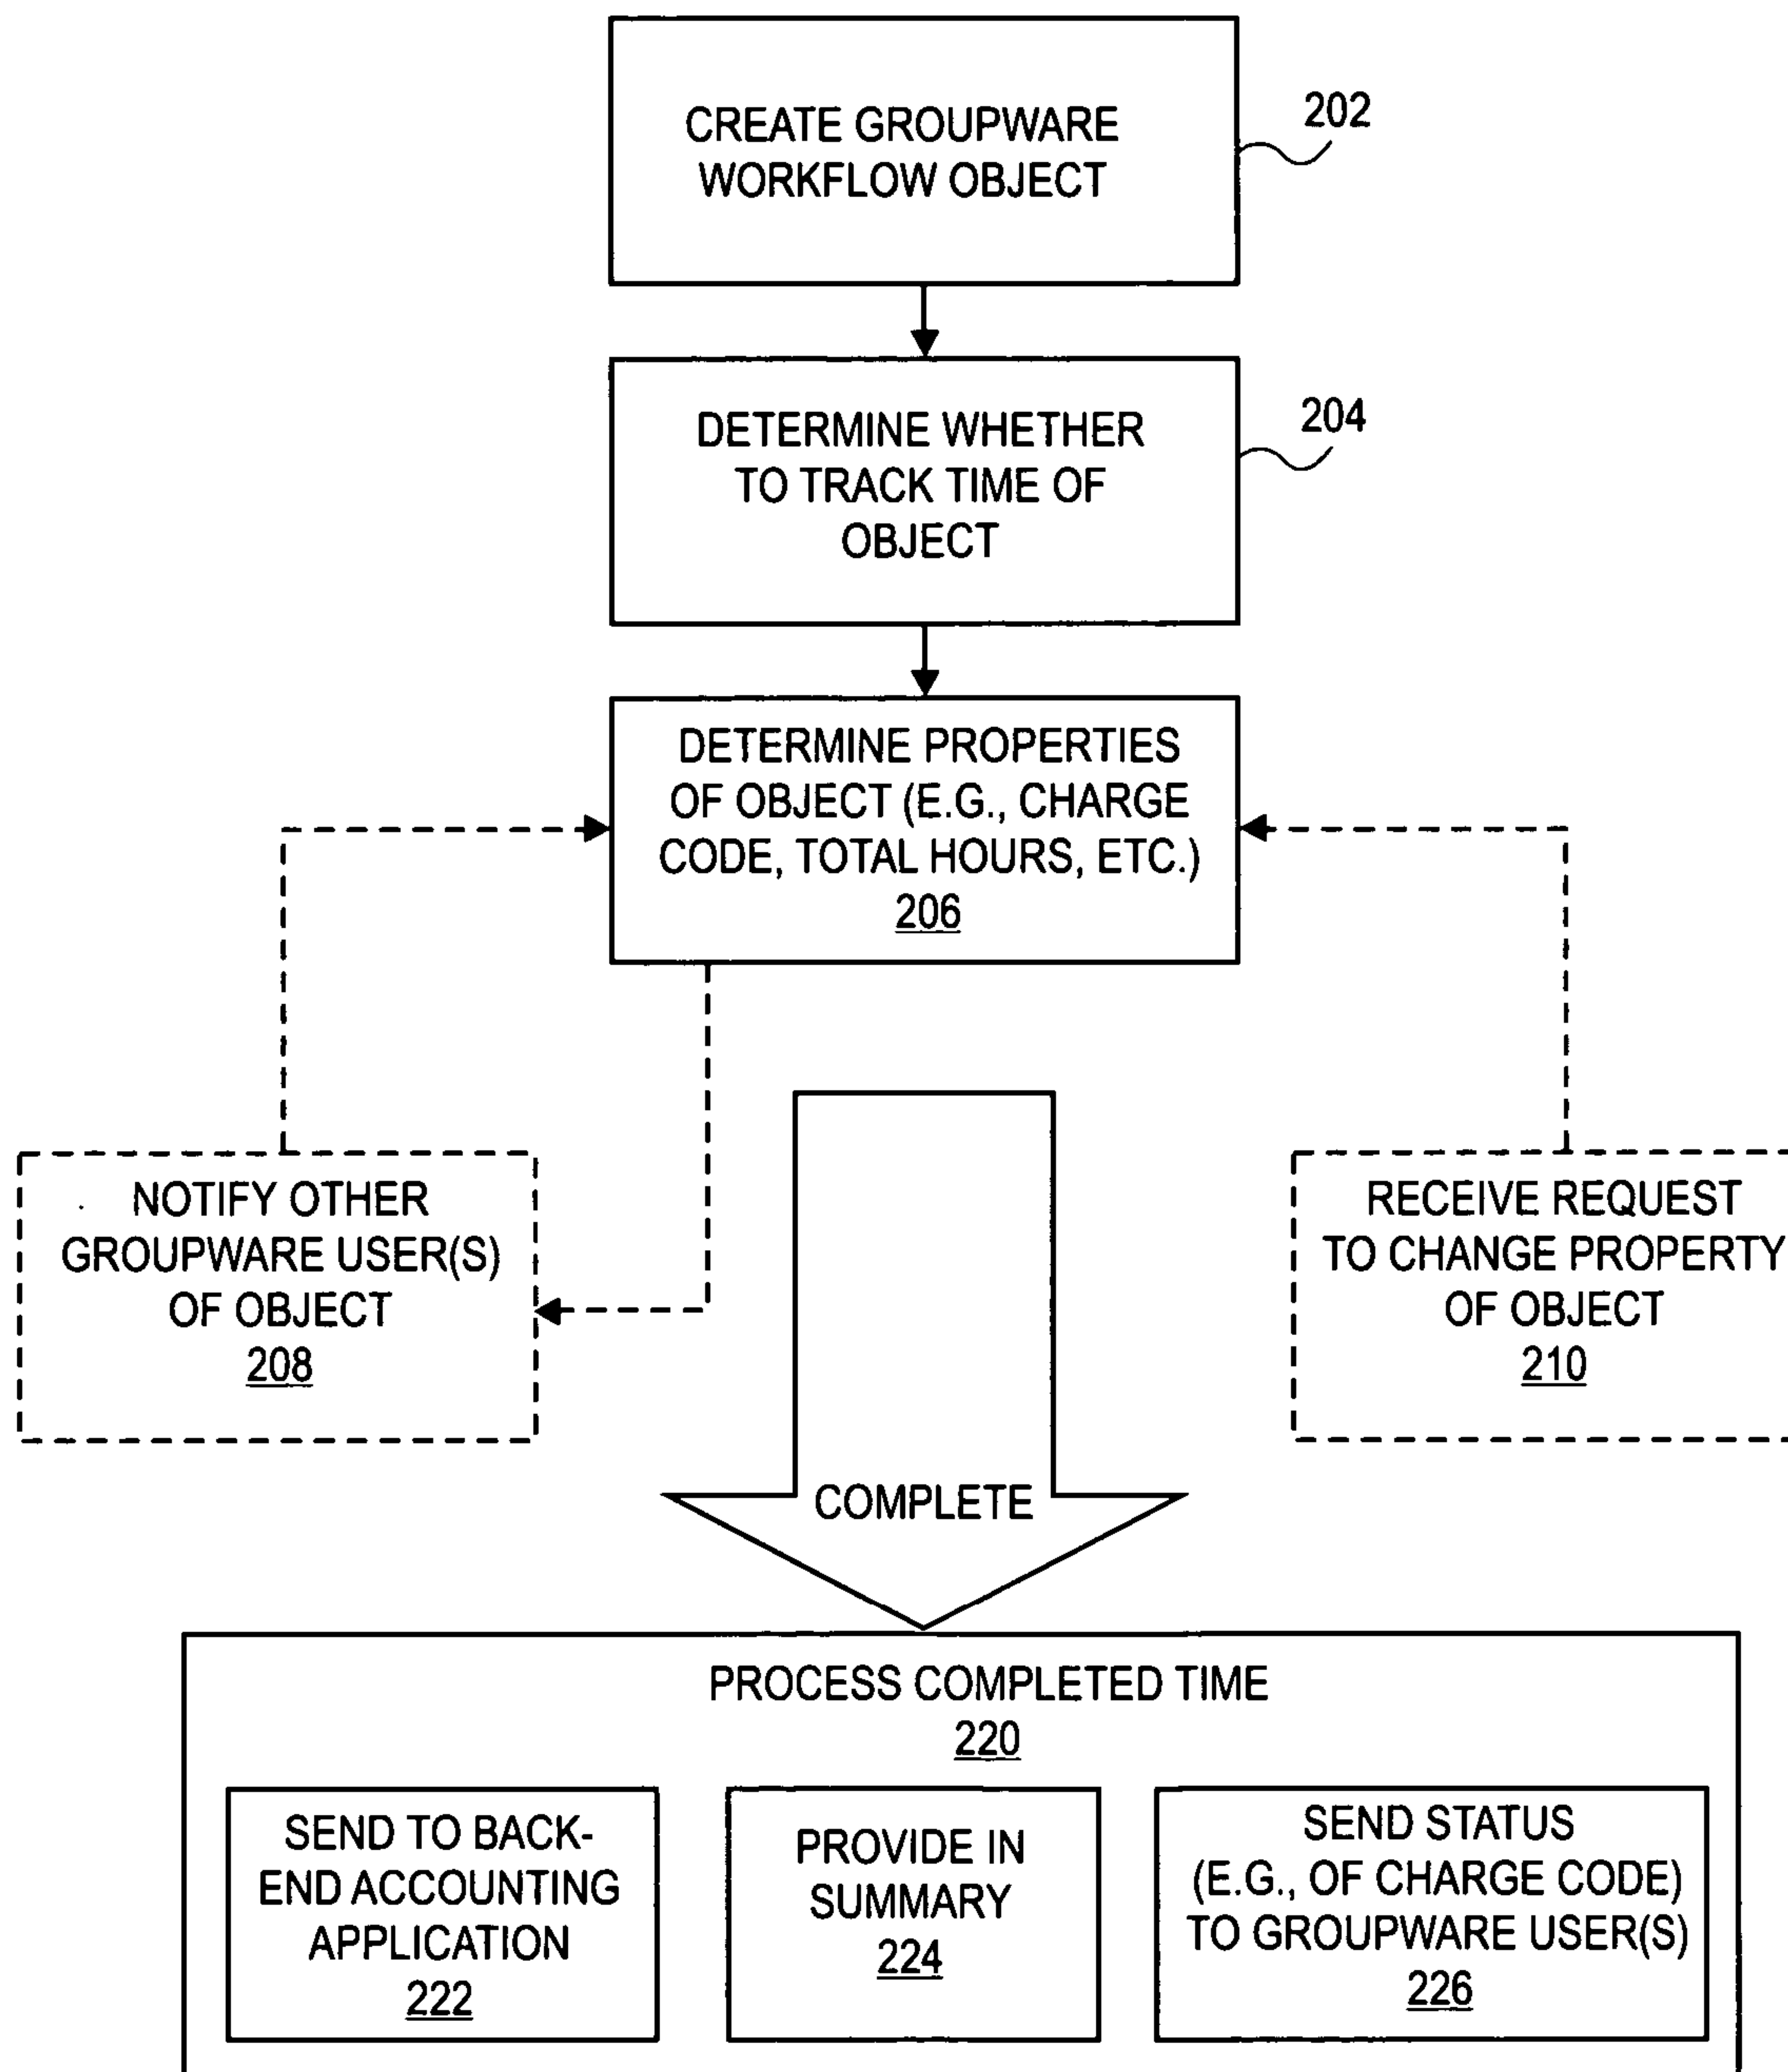 CREATE GROUPWARE
WORKFLOW OBJECT
202
DETERMINE WHETHER
TO TRACK TIME OF
OBJECT
204
DETERMINE PROPERTIES
OF OBJECT (E.G., CHARGE
CODE, TOTAL HOURS, ETC.)
206
NOTIFY OTHER
GROUPWARE USER(S)
OF OBJECT
208
RECEIVE REQUEST
TO CHANGE PROPERTY
OF OBJECT
210
COMPLETE
PROCESS COMPLETED TIME
220
SEND TO BACK-
END ACCOUNTING
APPLICATION
222
PROVIDE IN
SUMMARY
224
SEND STATUS
(E.G., OF CHARGE CODE)
TO GROUPWARE USER(S)
226